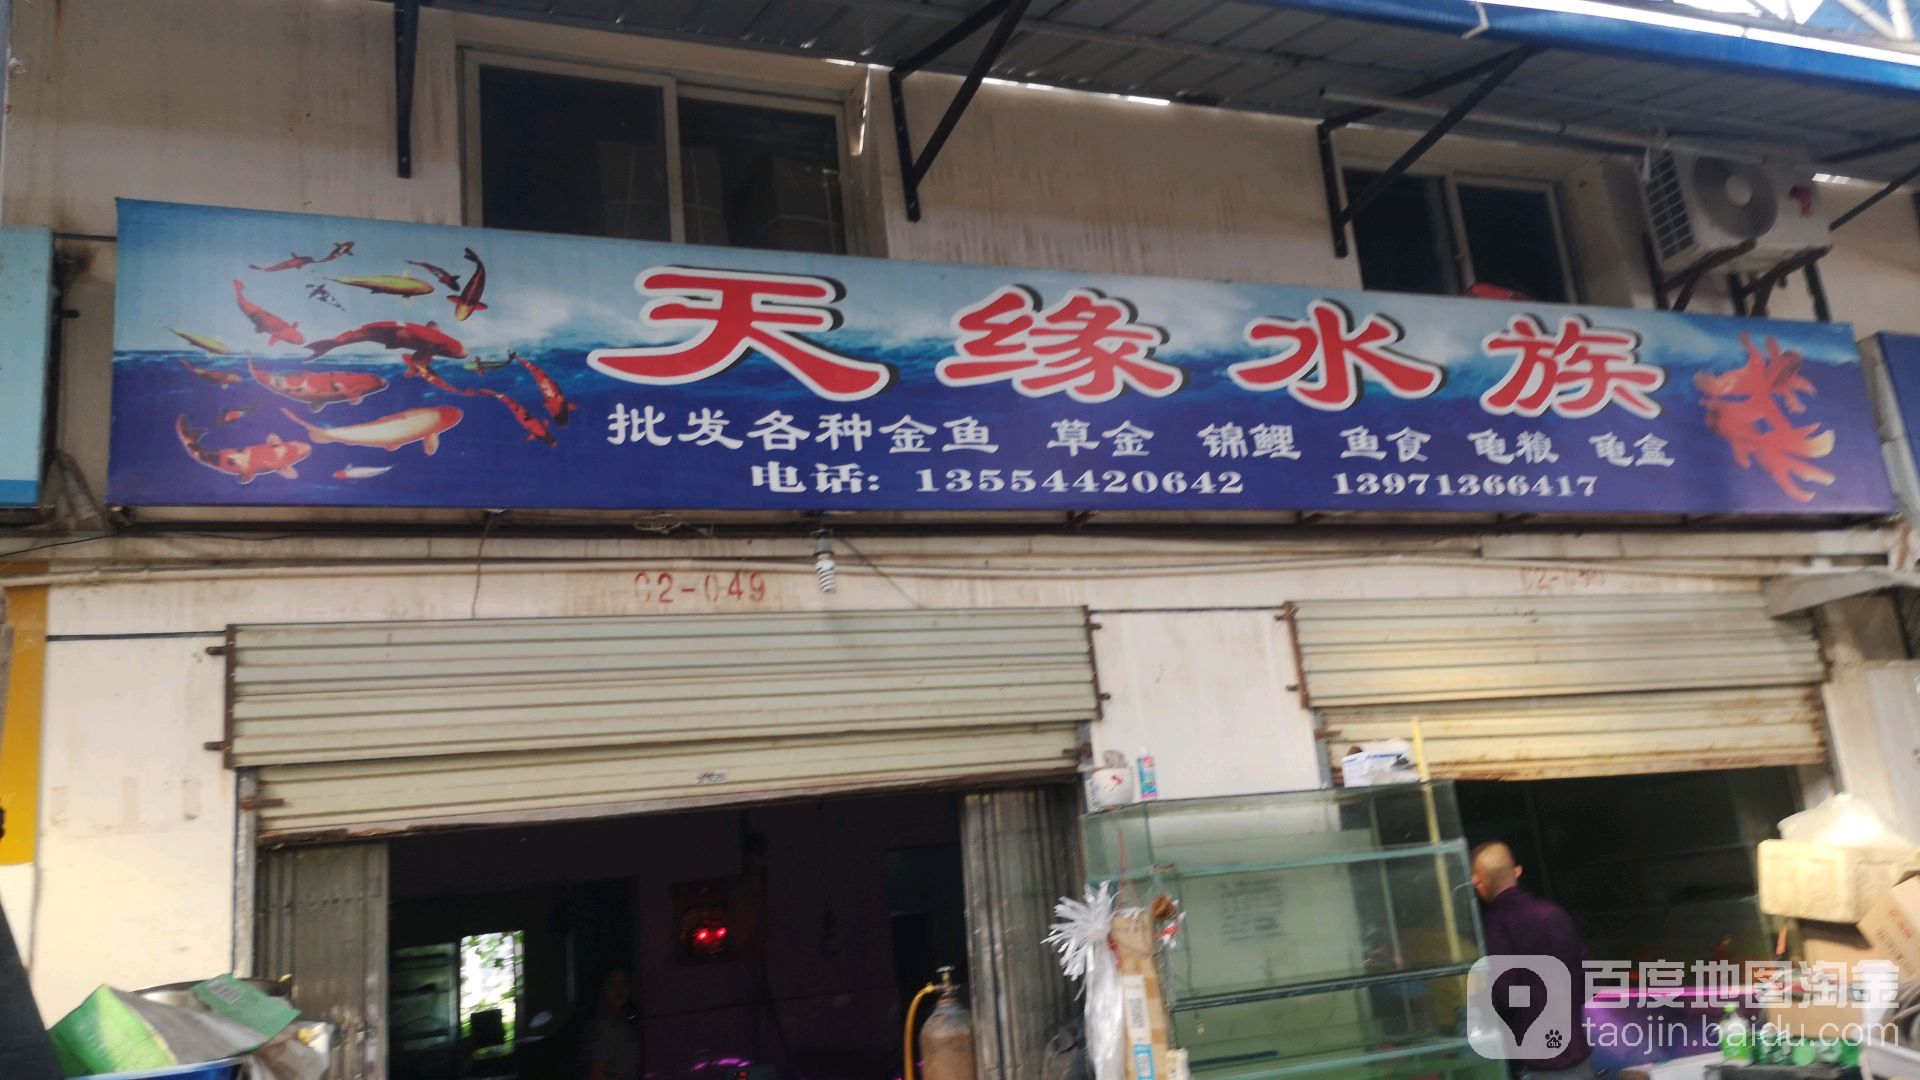 天缘水族
批发各种金鱼 草金 锦鲤 鱼食 龟粮 龟盒
电话: 13554420642 13971366417
C2-049
百度地图淘金
taojin.baidu.com